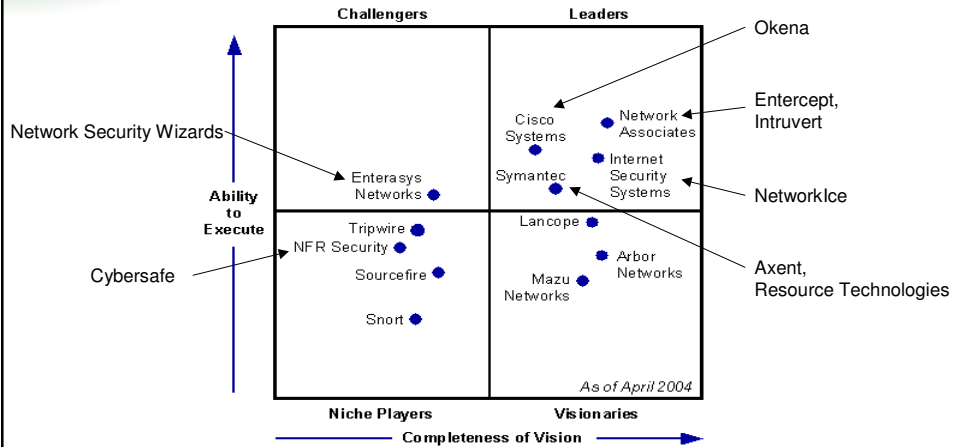 Challengers
Leaders
Okena
Entercept,
Intruvert
Network Security Wizards
Cisco
Systems
Network
Associates
Enterasys
Networks
Symantec
Internet
Security
Systems
NetworkIce
Ability
to
Execute
Tripwire
NFR Security
Sourcefire
Snort
Cybersafe
Lancope
Arbor
Networks
Mazu
Networks
Axent,
Resource Technologies
As of April 2004
Niche Players
Visionaries
Completeness of Vision